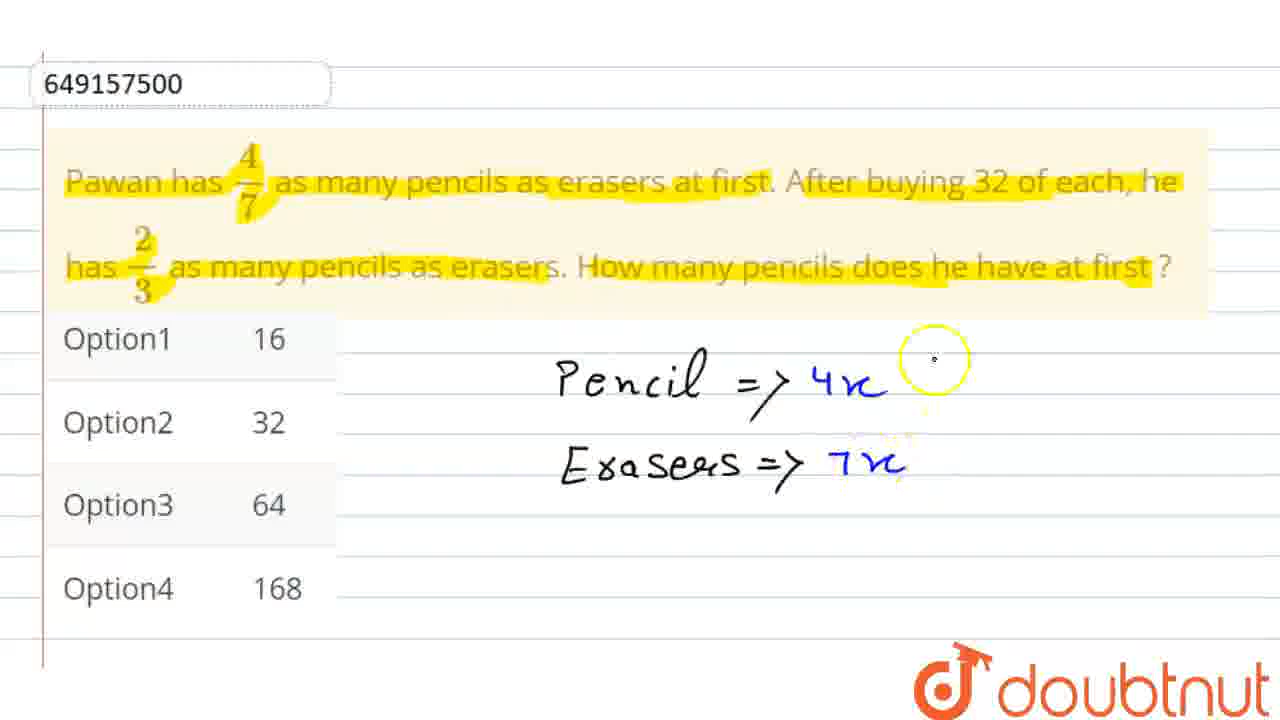 649157500
Pawan has 4/7 as many pencils as erasers at first. After buying 32 of each, he
has 2/3 as many pencils as erasers. How many pencils does he have at first ?
Option1 16
Option2 32
Option3 64
Option4 168
Pencil => 4x
Erasers => 7x
doubtnut